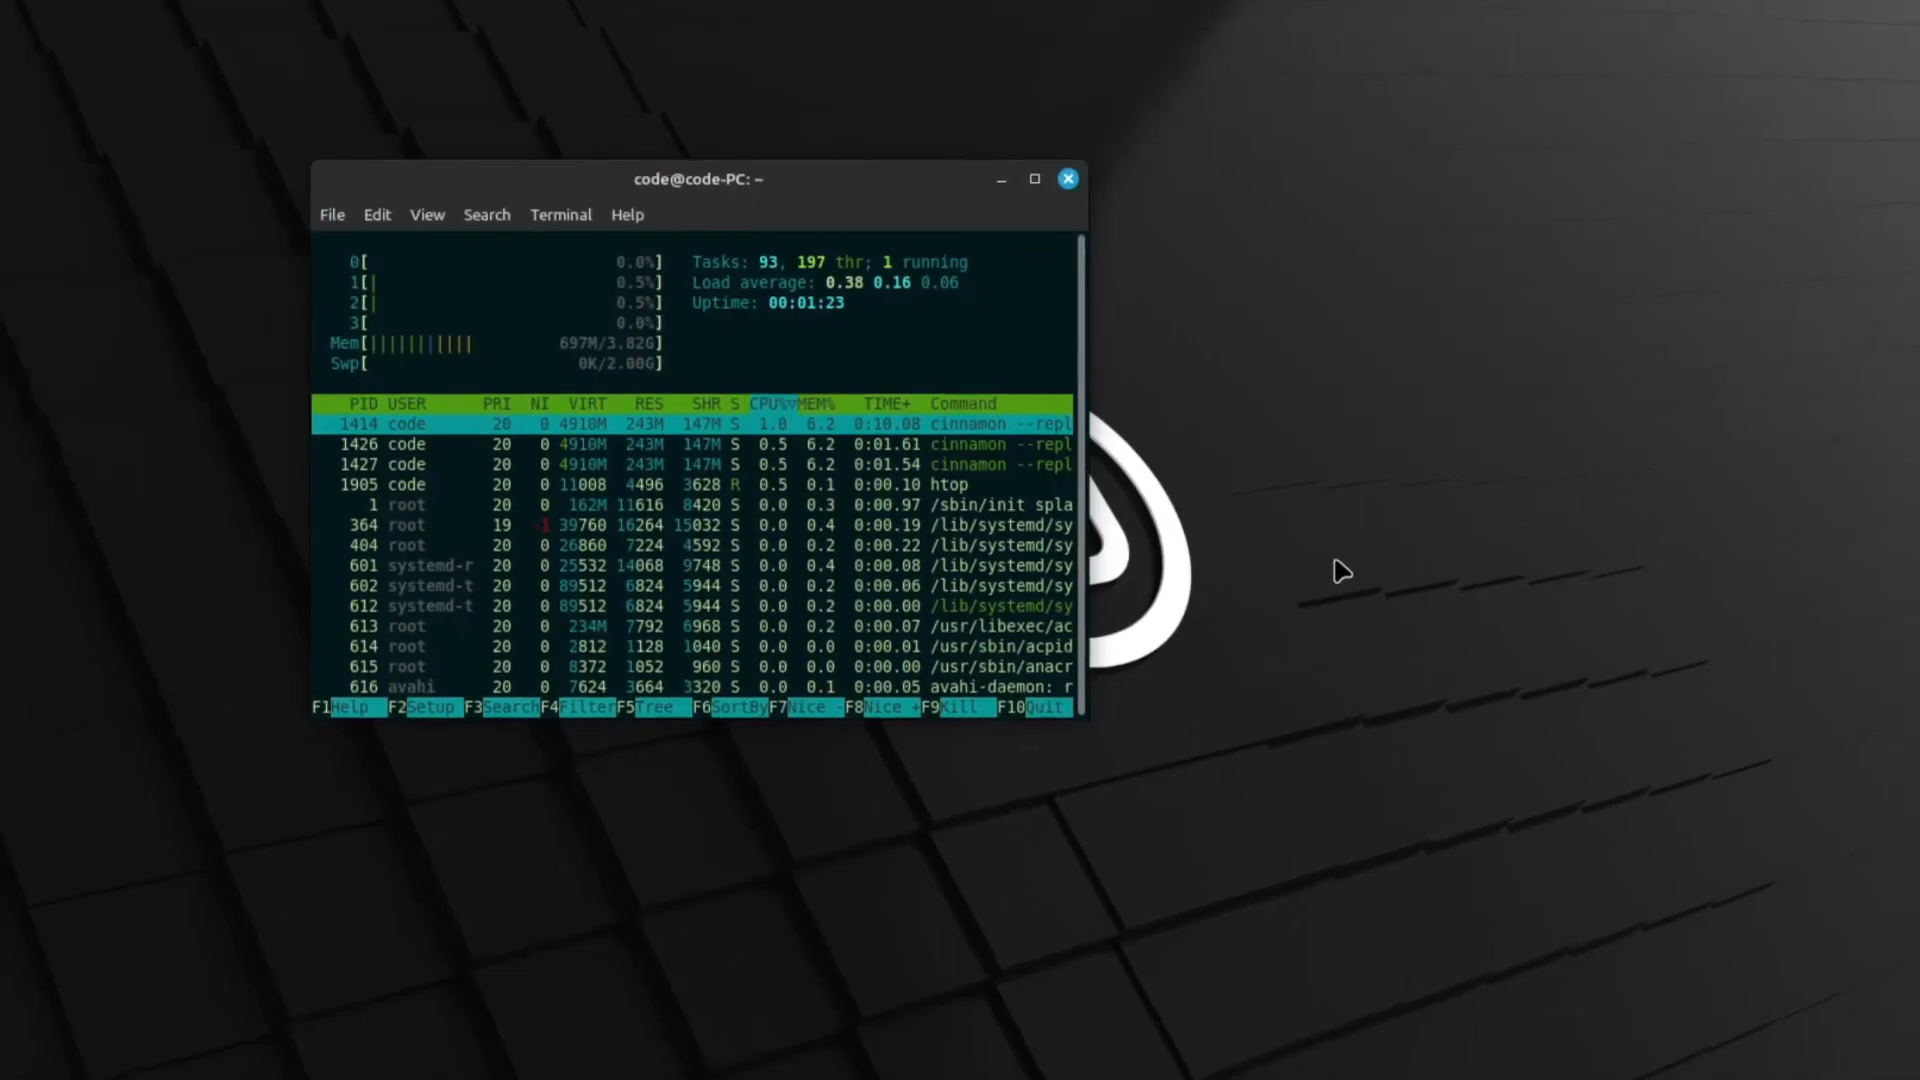 code@code-PC: ~
File Edit View Search Terminal Help
0[ 0.0%] Tasks: 93, 197 thr; 1 running
1[| 0.5%] Load average: 0.38 0.16 0.06
2[| 0.5%] Uptime: 00:01:23
3[ 0.0%]
Mem[||||||||||| 697M/3.82G]
Swp[ 0K/2.00G]
PID USER PRI NI VIRT RES SHR S CPU%▽MEM% TIME+ Command
1414 code 20 0 4910M 243M 147M S 1.0 6.2 0:10.08 cinnamon --repl
1426 code 20 0 4910M 243M 147M S 0.5 6.2 0:01.61 cinnamon --repl
1427 code 20 0 4910M 243M 147M S 0.5 6.2 0:01.54 cinnamon --repl
1905 code 20 0 11008 4496 3628 R 0.5 0.1 0:00.10 htop
1 root 20 0 162M 11616 8420 S 0.0 0.3 0:00.97 /sbin/init spla
364 root 19 -1 39760 16264 15032 S 0.0 0.4 0:00.19 /lib/systemd/sy
404 root 20 0 26860 7224 4592 S 0.0 0.2 0:00.22 /lib/systemd/sy
601 systemd-r 20 0 25532 14068 9748 S 0.0 0.4 0:00.08 /lib/systemd/sy
602 systemd-t 20 0 89512 6824 5944 S 0.0 0.2 0:00.06 /lib/systemd/sy
612 systemd-t 20 0 89512 6824 5944 S 0.0 0.2 0:00.00 /lib/systemd/sy
613 root 20 0 234M 7792 6968 S 0.0 0.2 0:00.07 /usr/libexec/ac
614 root 20 0 2812 1128 1040 S 0.0 0.0 0:00.01 /usr/sbin/acpid
615 root 20 0 8372 1052 960 S 0.0 0.0 0:00.00 /usr/sbin/anacr
616 avahi 20 0 7624 3664 3320 S 0.0 0.1 0:00.05 avahi-daemon: r
F1Help F2Setup F3SearchF4FilterF5Tree F6SortByF7Nice -F8Nice +F9Kill F10Quit